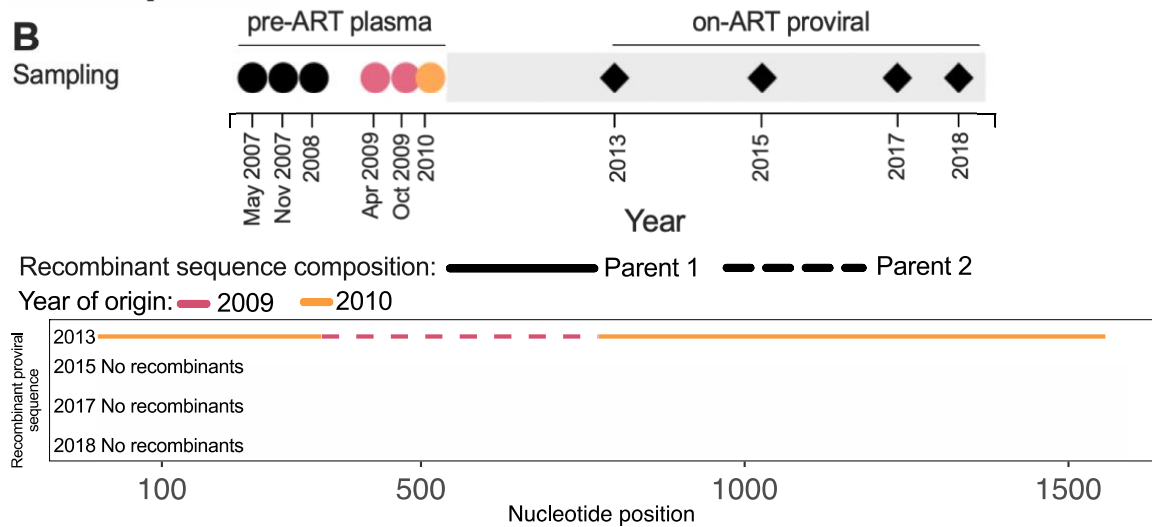 B
pre-ART plasma
on-ART proviral
Sampling
May 2007
Nov 2007
2008
Apr 2009
Oct 2009
2010
2013
2015
2017
2018
Year
Recombinant sequence composition: Parent 1 Parent 2
Year of origin: 2009 2010
Recombinant proviral
sequence
2013
2015 No recombinants
2017 No recombinants
2018 No recombinants
100 500 1000 1500
Nucleotide position